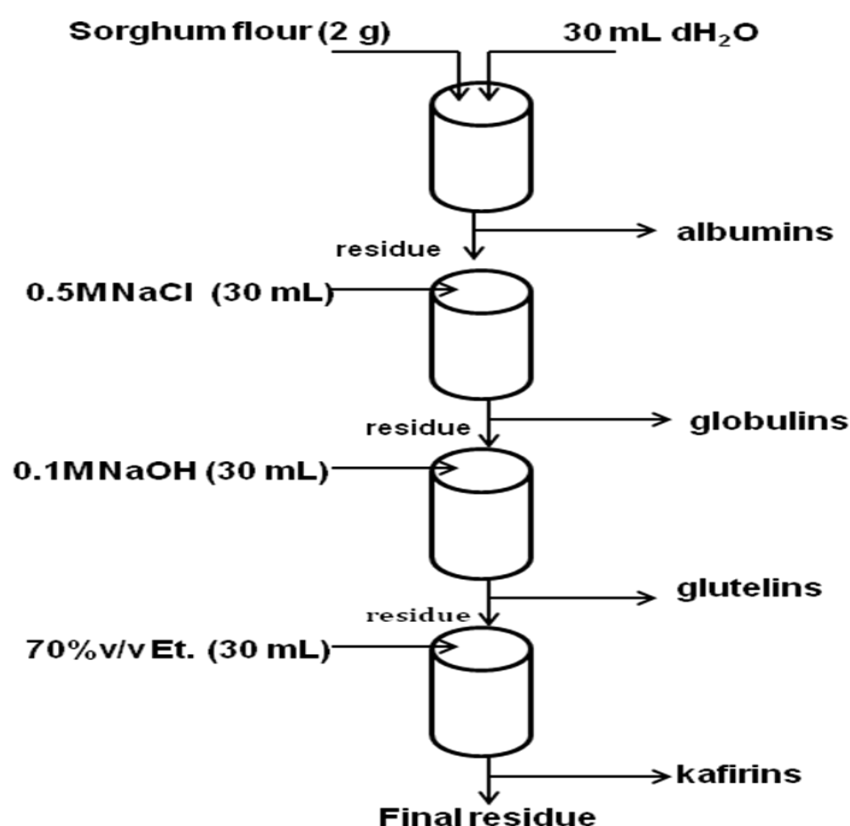 Sorghum flour (2 g)
30 mL dH₂O
albumins
residue
0.5MNaCl (30 mL)
globulins
residue
0.1MNaOH (30 mL)
glutelins
residue
70%v/v Et. (30 mL)
kafirins
Final residue